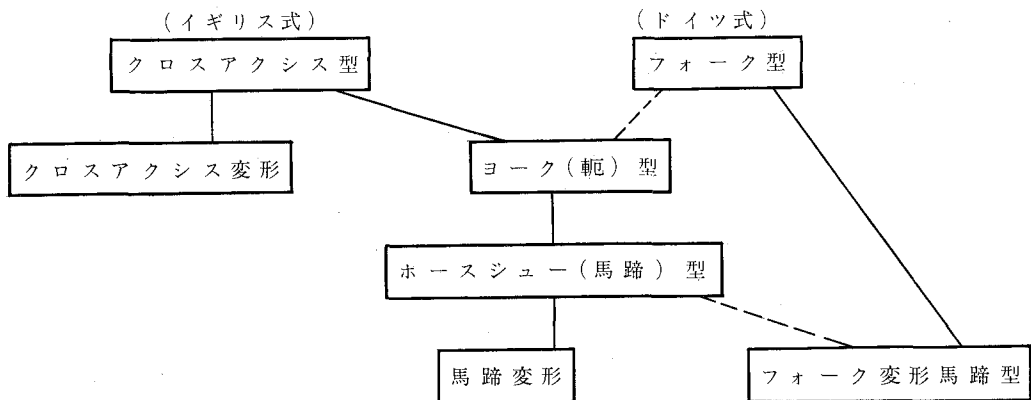 (イギリス式)
(ドイツ式)
クロスアクシス型
フォーク型
クロスアクシス変形
ヨーク(軛)型
ホースシュー(馬蹄)型
馬蹄変形
フォーク変形馬蹄型